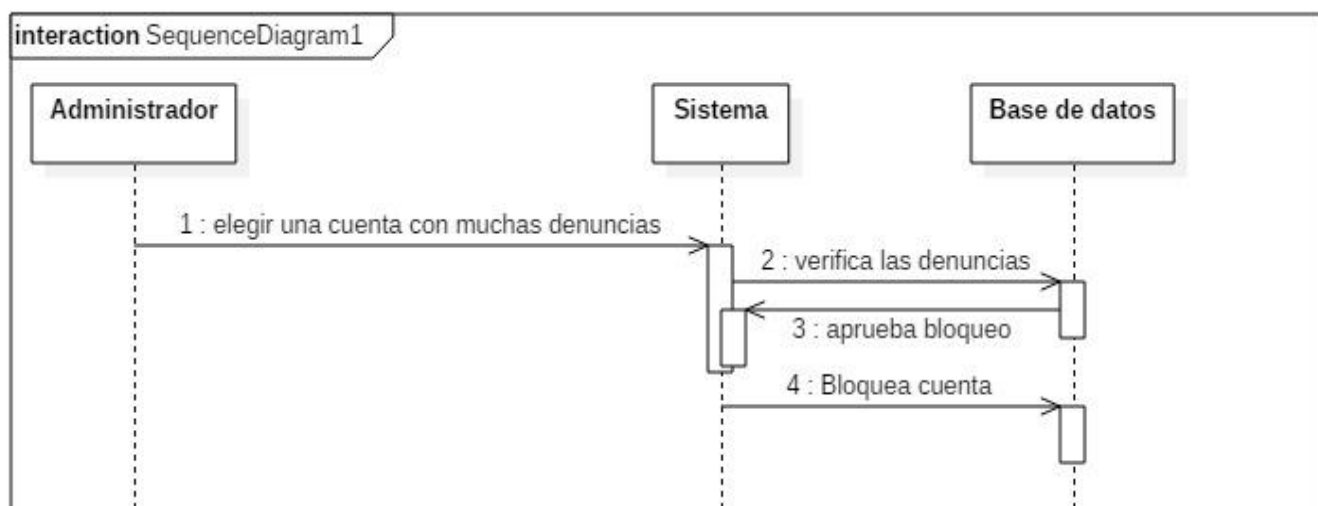 interaction SequenceDiagram1
Administrador
Sistema
Base de datos
1 : elegir una cuenta con muchas denuncias
2 : verifica las denuncias
3 : aprueba bloqueo
4 : Bloquea cuenta